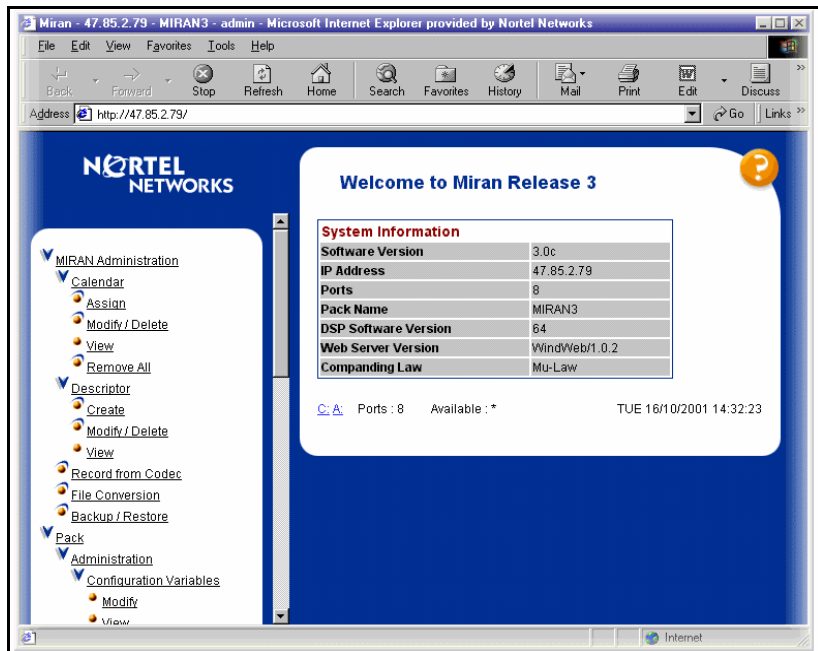 Miran - 47.85.2.79 - MIRAN3 - admin - Microsoft Internet Explorer provided by Nortel Networks
File Edit View Favorites Tools Help
Back Forward Stop Refresh Home Search Favorites History Mail Print Edit Discuss »
Address http://47.85.2.79/ Go Links »
NORTEL
NETWORKS
MIRAN Administration
Calendar
Assign
Modify / Delete
View
Remove All
Descriptor
Create
Modify / Delete
View
Record from Codec
File Conversion
Backup / Restore
Pack
Administration
Configuration Variables
Modify
View
?
Welcome to Miran Release 3
System Information
Software Version 3.0c
IP Address 47.85.2.79
Ports 8
Pack Name MIRAN3
DSP Software Version 64
Web Server Version WindWeb/1.0.2
Companding Law Mu-Law
C: A: Ports : 8 Available : * TUE 16/10/2001 14:32:23
Internet